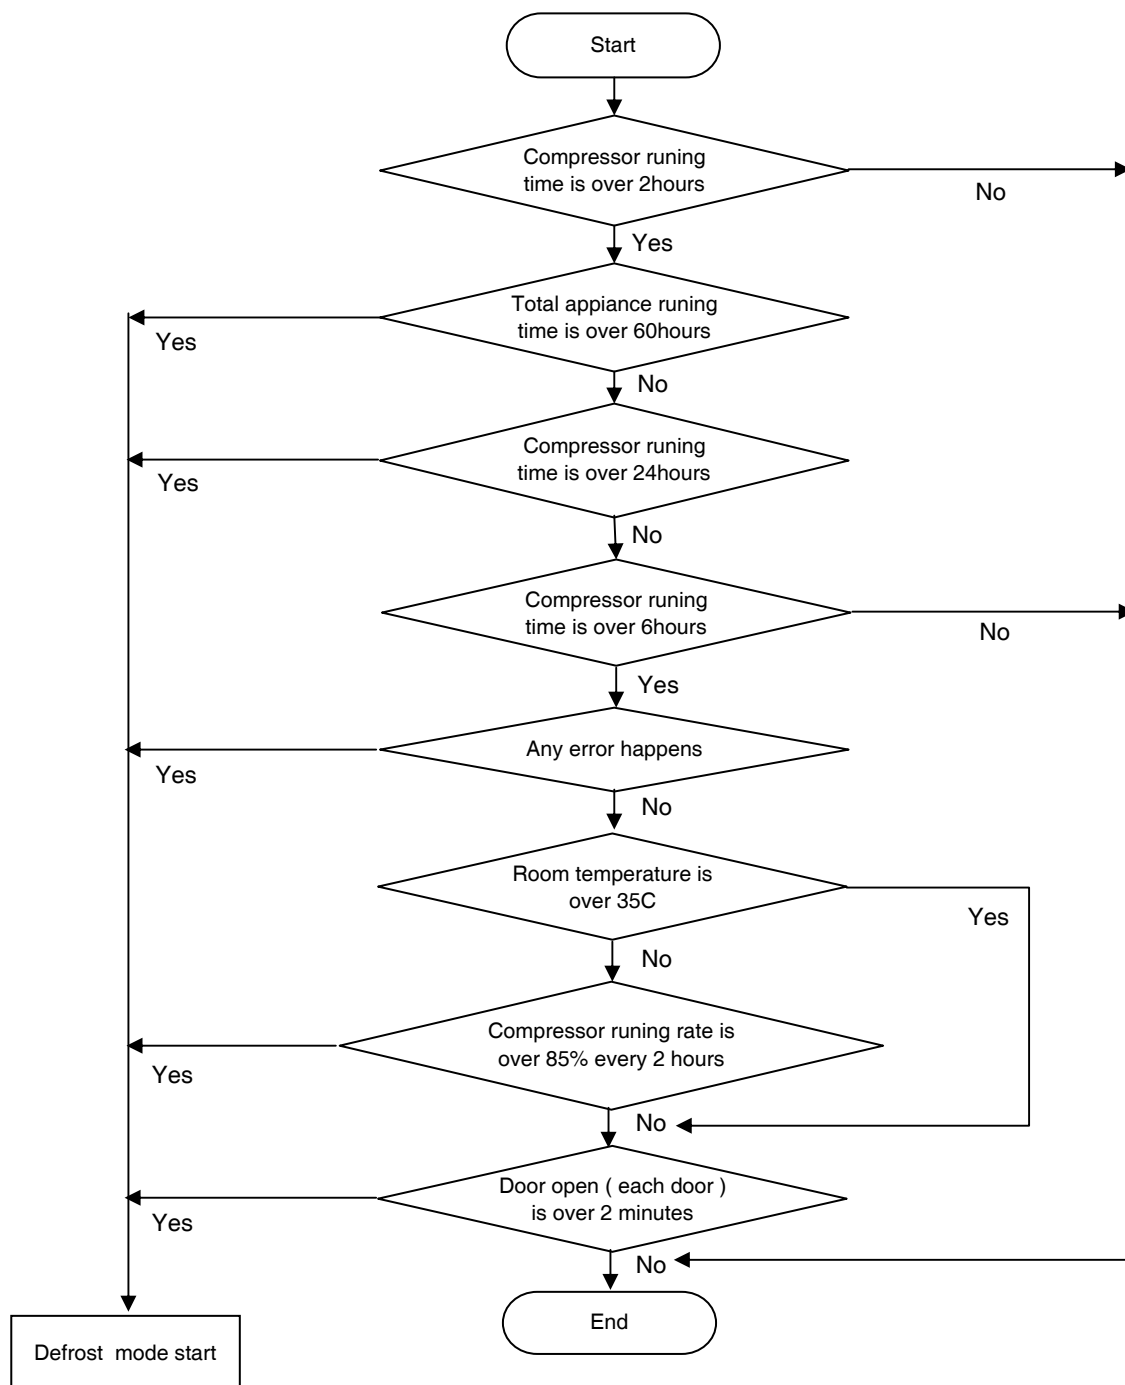 Start
Compressor runing
time is over 2hours
No
Yes
Total appiance runing
time is over 60hours
Yes
No
Compressor runing
time is over 24hours
Yes
No
Compressor runing
time is over 6hours
No
Yes
Any error happens
Yes
No
Room temperature is
over 35C
Yes
No
Compressor runing rate is
over 85% every 2 hours
Yes
No
Door open ( each door )
is over 2 minutes
Yes
No
End
Defrost mode start